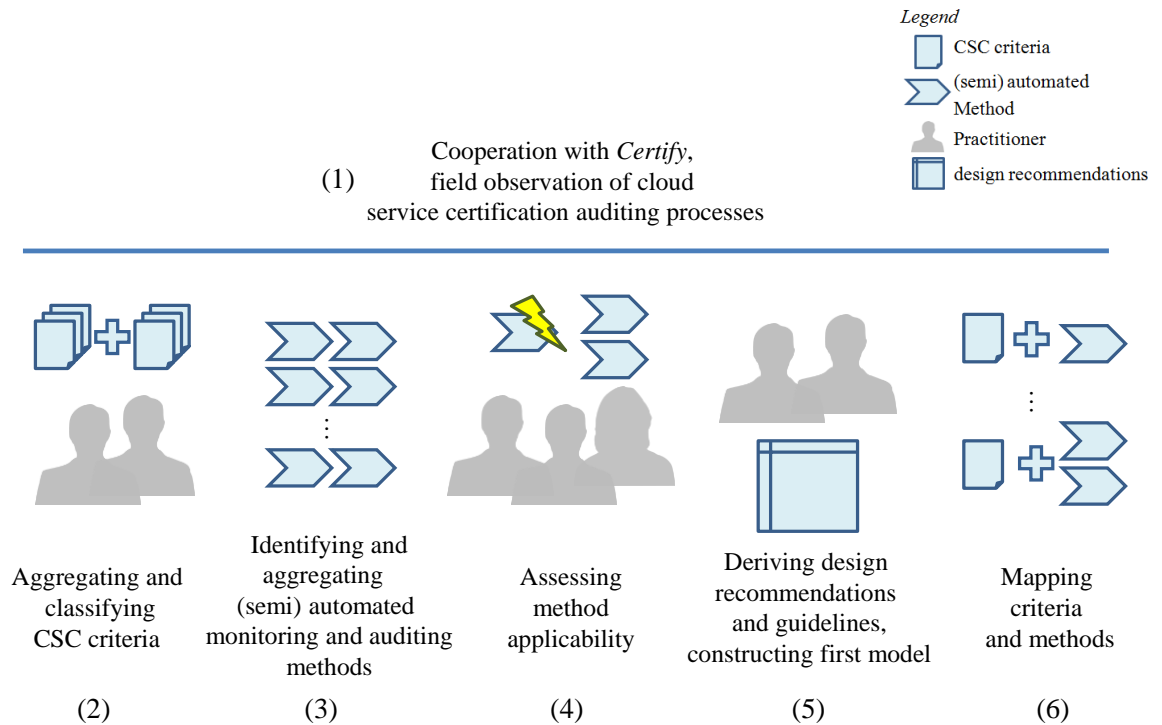 Legend
CSC criteria
(semi) automated
Method
Practitioner
design recommendations
Cooperation with Certify,
(1) field observation of cloud
service certification auditing processes
⋮
⋮
Aggregating and
classifying
CSC criteria
Identifying and
aggregating
(semi) automated
monitoring and auditing
methods
Assessing
method
applicability
Deriving design
recommendations
and guidelines,
constructing first model
Mapping
criteria
and methods
(2)
(3)
(4)
(5)
(6)